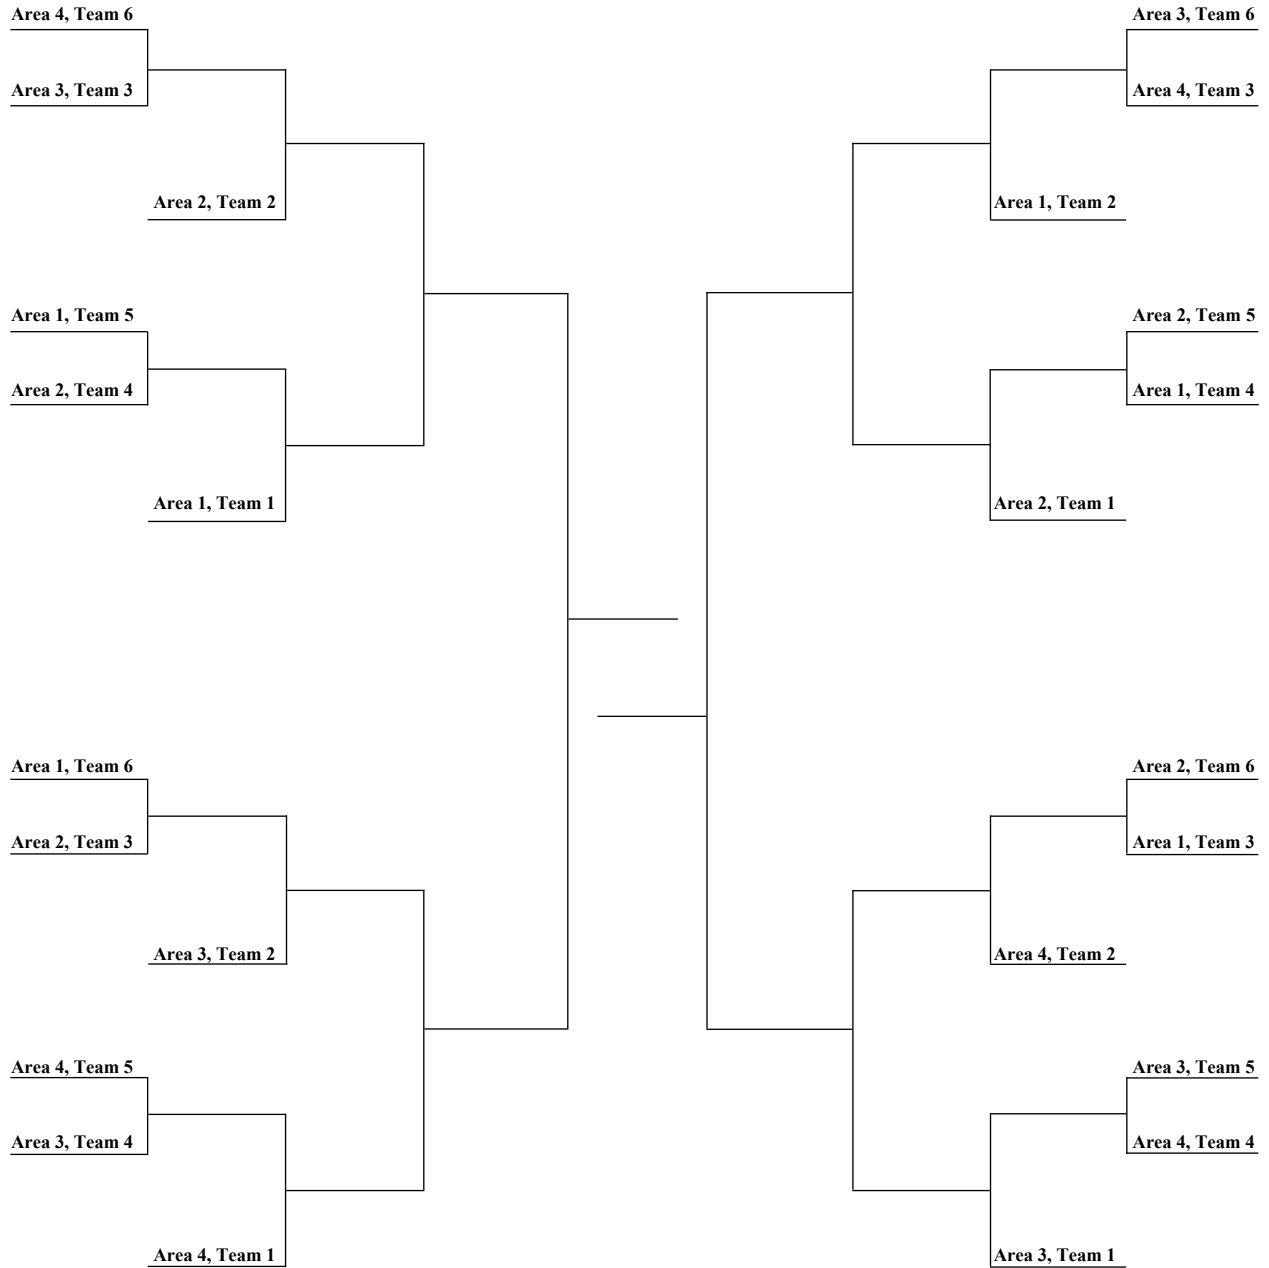 Area 4, Team 6
Area 3, Team 3
Area 2, Team 2
Area 1, Team 5
Area 2, Team 4
Area 1, Team 1
Area 1, Team 6
Area 2, Team 3
Area 3, Team 2
Area 4, Team 5
Area 3, Team 4
Area 4, Team 1
Area 3, Team 6
Area 4, Team 3
Area 1, Team 2
Area 2, Team 5
Area 1, Team 4
Area 2, Team 1
Area 2, Team 6
Area 1, Team 3
Area 4, Team 2
Area 3, Team 5
Area 4, Team 4
Area 3, Team 1